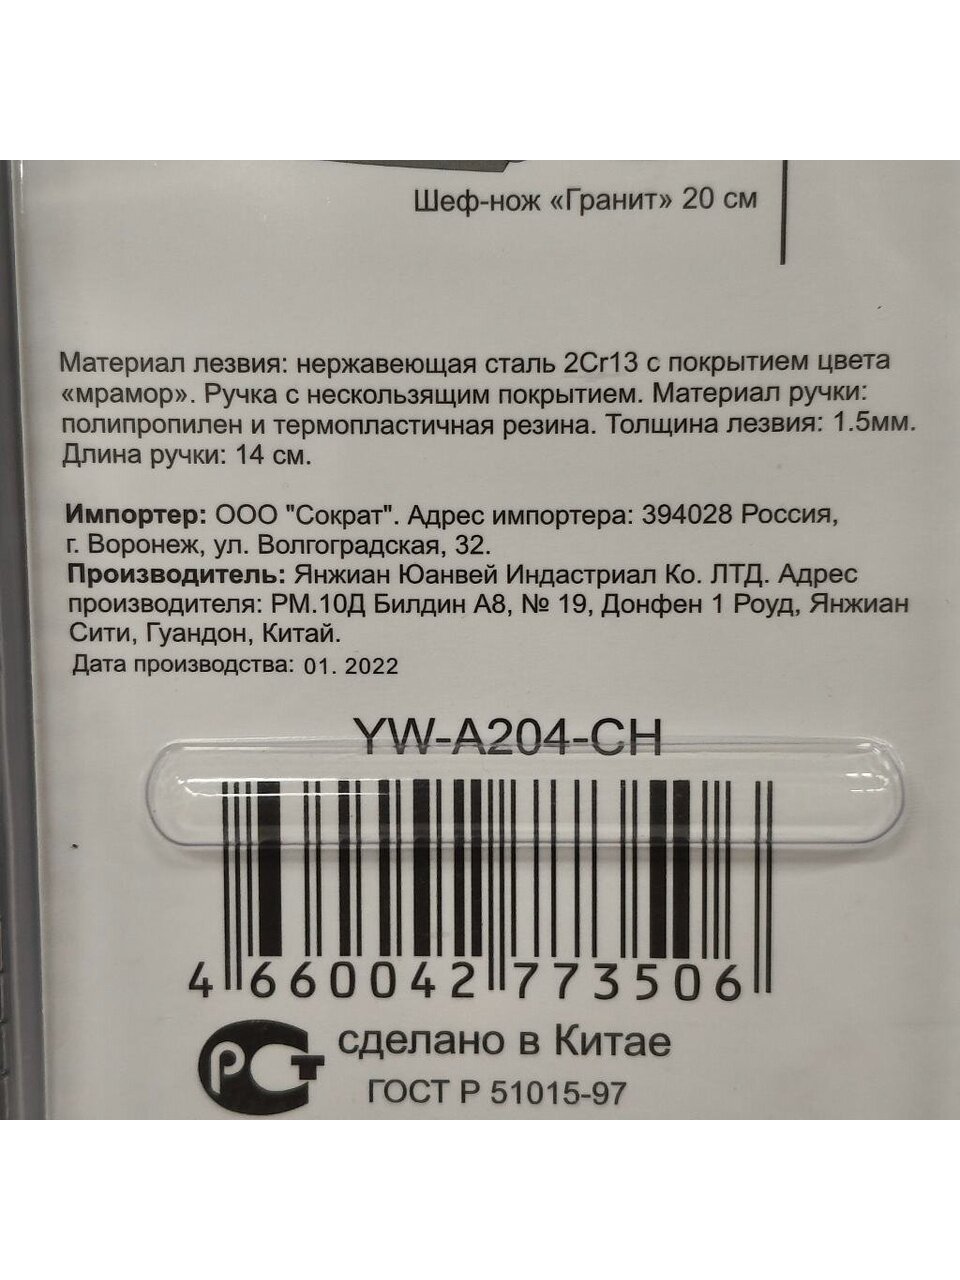 Шеф-нож «Гранит» 20 см
Материал лезвия: нержавеющая сталь 2Cr13 с покрытием цвета
«мрамор». Ручка с нескользящим покрытием. Материал ручки:
полипропилен и термопластичная резина. Толщина лезвия: 1.5мм.
Длина ручки: 14 см.
Импортер: ООО "Сократ". Адрес импортера: 394028 Россия,
г. Воронеж, ул. Волгоградская, 32.
Производитель: Янжиан Юанвей Индастриал Ко. ЛТД. Адрес
производителя: РМ.10Д Билдин А8, № 19, Донфен 1 Роуд, Янжиан
Сити, Гуандон, Китай.
Дата производства: 01. 2022
YW-A204-CH
4 660042 773506
РСТ сделано в Китае
ГОСТ Р 51015-97